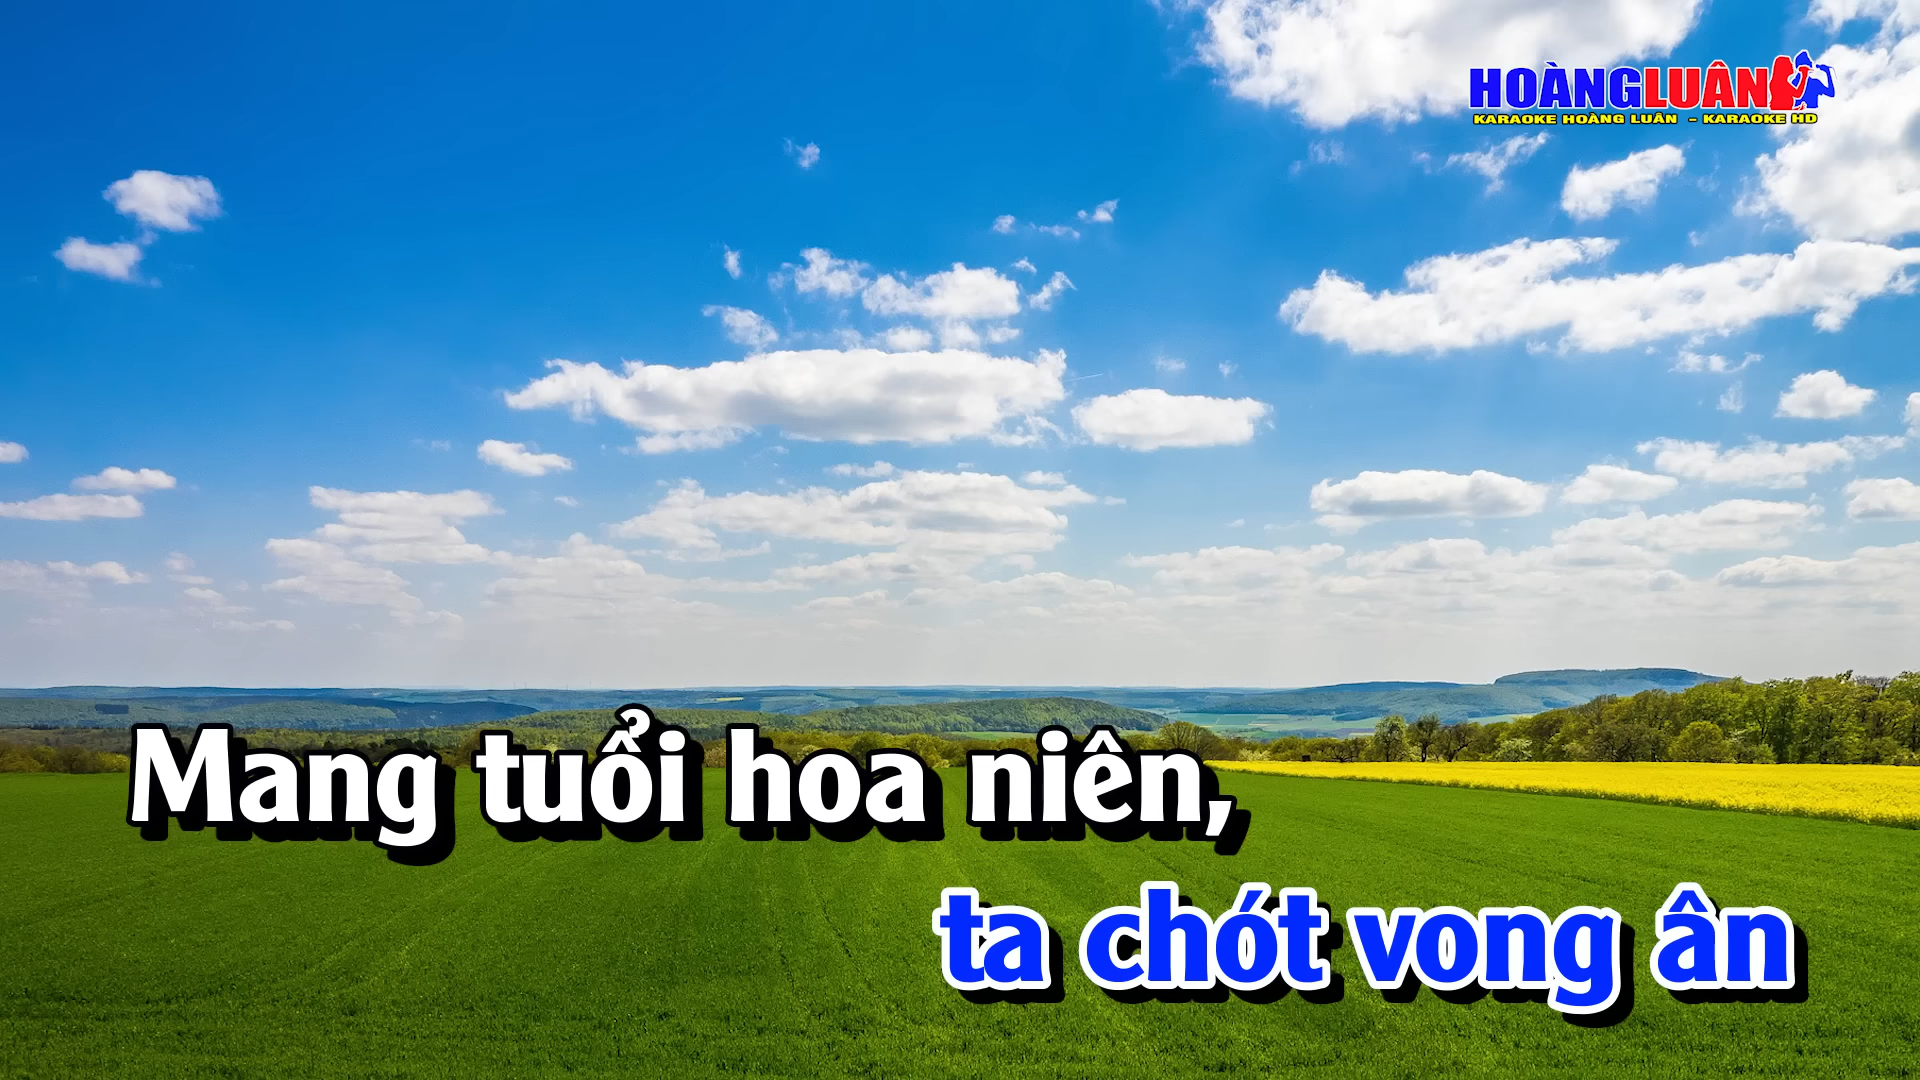 HOÀNGLUÂN
KARAOKE HOÀNG LUÂN - KARAOKE HD
Mang tuổi hoa niên,
ta chót vong ân